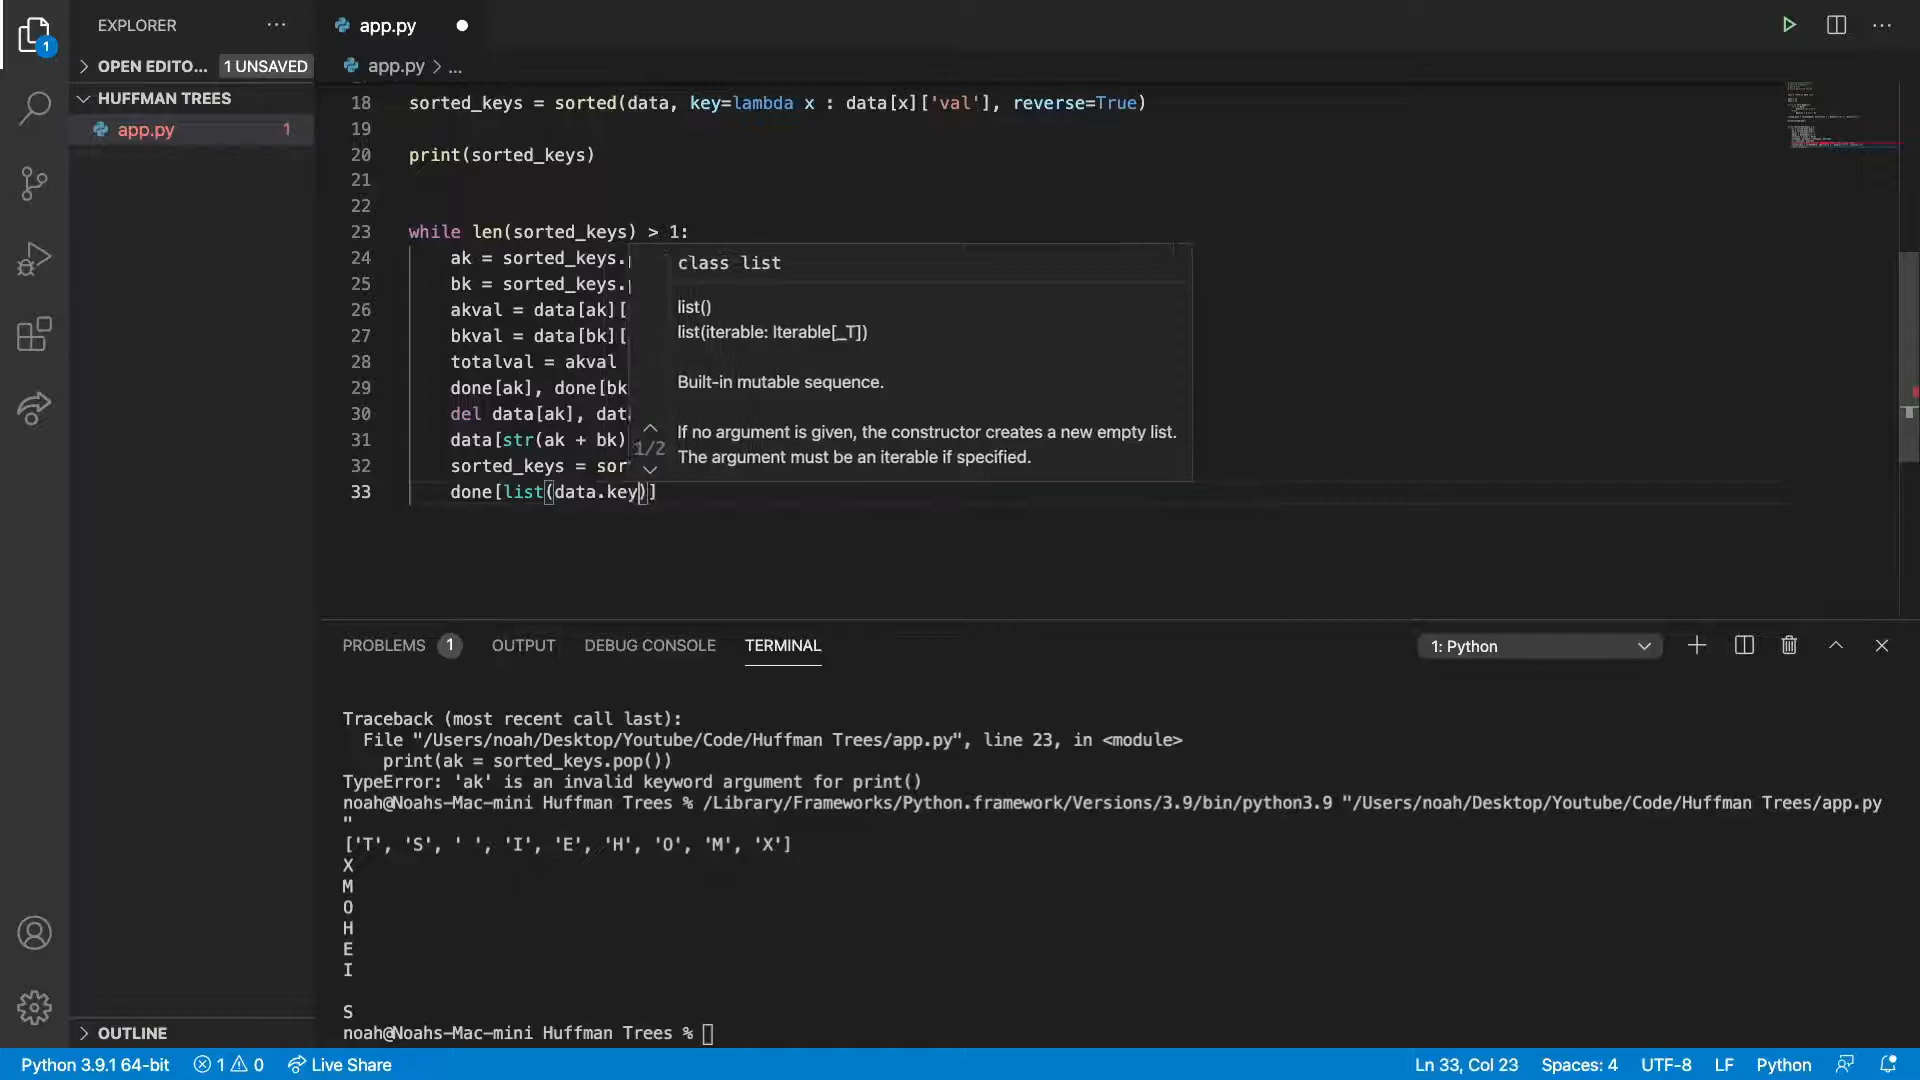 EXPLORER
OPEN EDITO... 1 UNSAVED
HUFFMAN TREES
app.py 1
1
app.py
app.py > ...
18 sorted_keys = sorted(data, key=lambda x : data[x]['val'], reverse=True)
19
20 print(sorted_keys)
21
22
23 while len(sorted_keys) > 1:
24 ak = sorted_keys.
25 bk = sorted_keys.
26 akval = data[ak][
27 bkval = data[bk][
28 totalval = akval
29 done[ak], done[bk
30 del data[ak], dat
31 data[str(ak + bk)
32 sorted_keys = sor
33 done[list(data.key)]
class list
list()
list(iterable: Iterable[_T])
Built-in mutable sequence.
1/2
If no argument is given, the constructor creates a new empty list.
The argument must be an iterable if specified.
PROBLEMS 1 OUTPUT DEBUG CONSOLE TERMINAL 1: Python
Traceback (most recent call last):
File "/Users/noah/Desktop/Youtube/Code/Huffman Trees/app.py", line 23, in <module>
print(ak = sorted_keys.pop())
TypeError: 'ak' is an invalid keyword argument for print()
noah@Noahs-Mac-mini Huffman Trees % /Library/Frameworks/Python.framework/Versions/3.9/bin/python3.9 "/Users/noah/Desktop/Youtube/Code/Huffman Trees/app.py
"
['T', 'S', ' ', 'I', 'E', 'H', 'O', 'M', 'X']
X
M
O
H
E
I
S
noah@Noahs-Mac-mini Huffman Trees %
OUTLINE
Python 3.9.1 64-bit 1 0 Live Share Ln 33, Col 23 Spaces: 4 UTF-8 LF Python